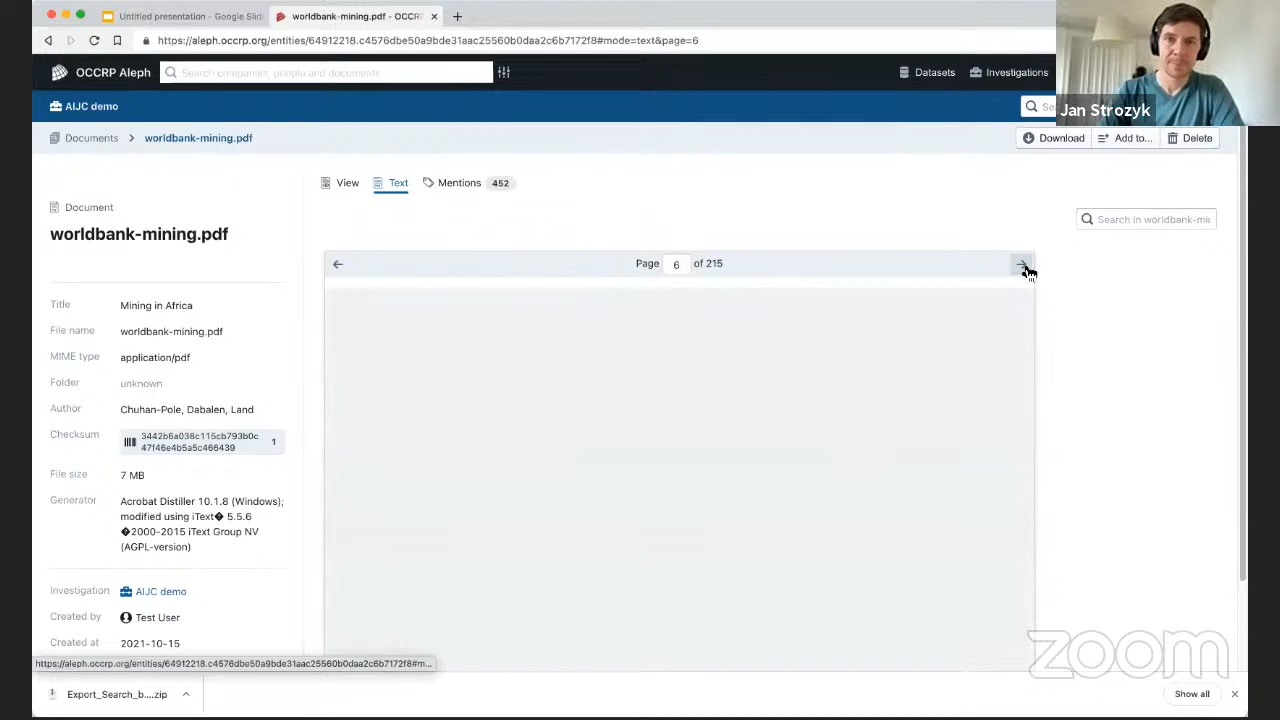 Untitled presentation - Google Slid
worldbank-mining.pdf - OCCR
https://aleph.occrp.org/entities/64912218.c4576dbe50a9bde31aac25560b0daa2c6b7172f8#mode=text&page=6
OCCRP Aleph
Search companies, people and documents
Datasets
Investigations
AIJC demo
Se
Jan Strozyk
Documents
worldbank-mining.pdf
Download
Add to...
Delete
View
Text
Mentions 452
Document
worldbank-mining.pdf
Search in worldbank-mi
Page 6 of 215
Title Mining in Africa
File name worldbank-mining.pdf
MIME type application/pdf
Folder unknown
Author Chuhan-Pole, Dabalen, Land
Checksum 3442b6a038c115cb793b0c
47f46e4b5a5c466439 1
File size 7 MB
Generator Acrobat Distiller 10.1.8 (Windows);
modified using iText� 5.5.6
�2000-2015 iText Group NV
(AGPL-version)
Investigation AIJC demo
Created by Test User
Created at 2021-10-15
https://aleph.occrp.org/entities/64912218.c4576dbe50a9bde31aac25560b0daa2c6b7172f8#m...
zoom
Export_Search_b....zip
Show all